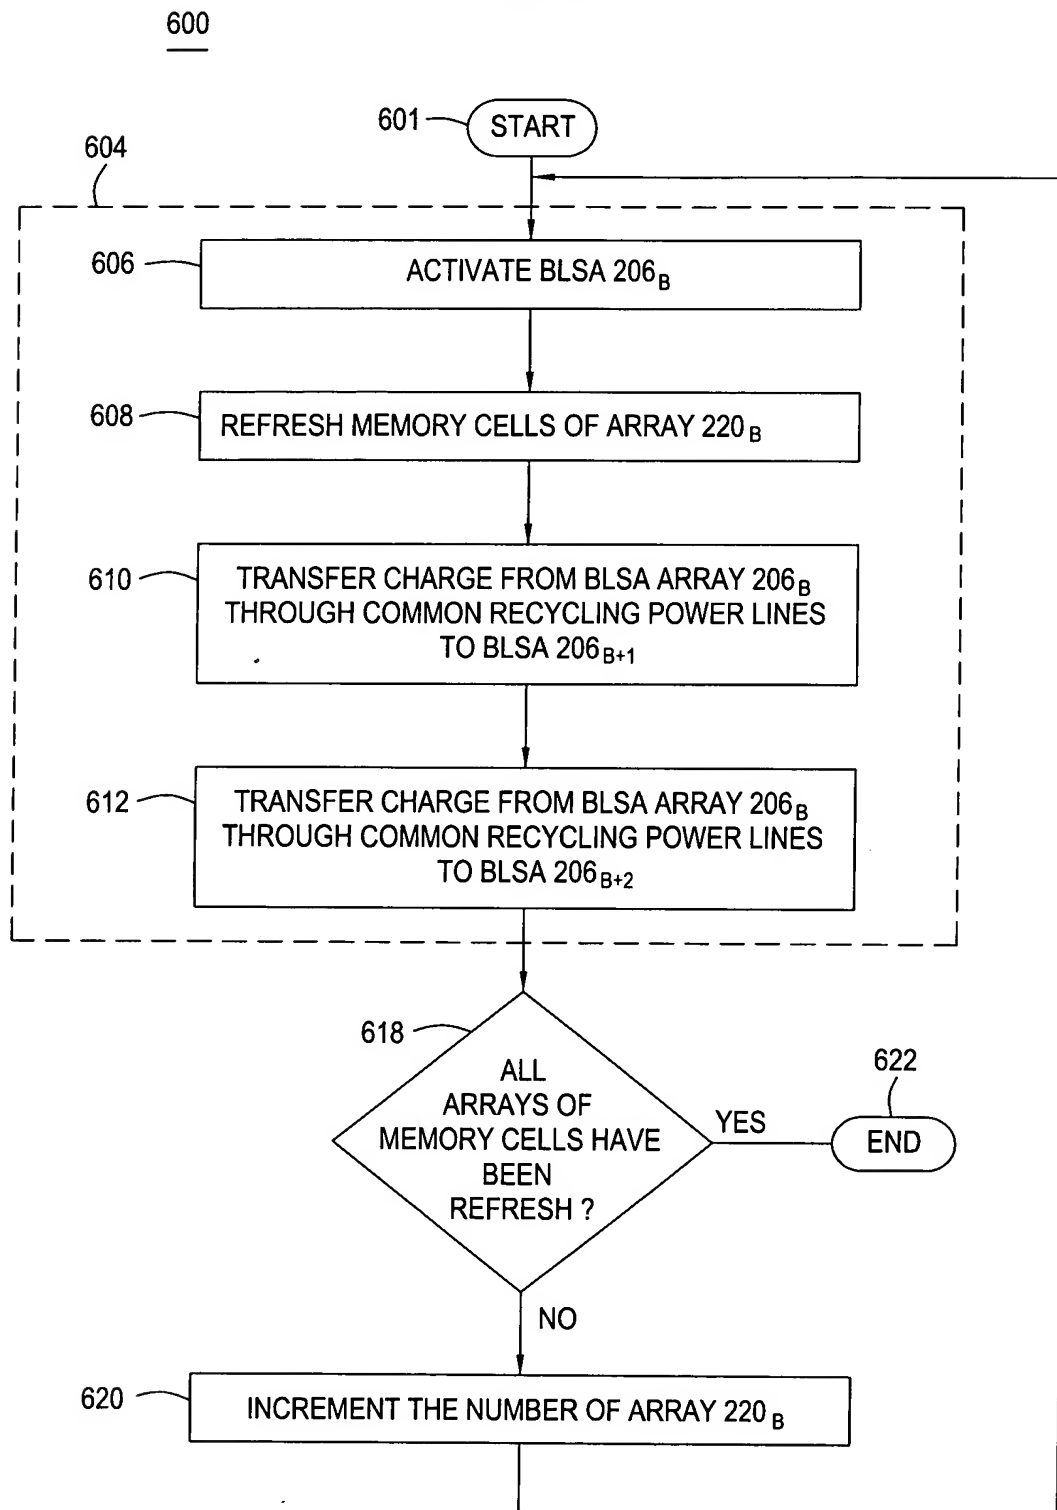 600
601
START
604
606
ACTIVATE BLSA 206B
608
REFRESH MEMORY CELLS OF ARRAY 220B
610
TRANSFER CHARGE FROM BLSA ARRAY 206B
THROUGH COMMON RECYCLING POWER LINES
TO BLSA 206B+1
612
TRANSFER CHARGE FROM BLSA ARRAY 206B
THROUGH COMMON RECYCLING POWER LINES
TO BLSA 206B+2
618
ALL
ARRAYS OF
MEMORY CELLS HAVE
BEEN
REFRESH ?
YES
622
END
NO
620
INCREMENT THE NUMBER OF ARRAY 220B